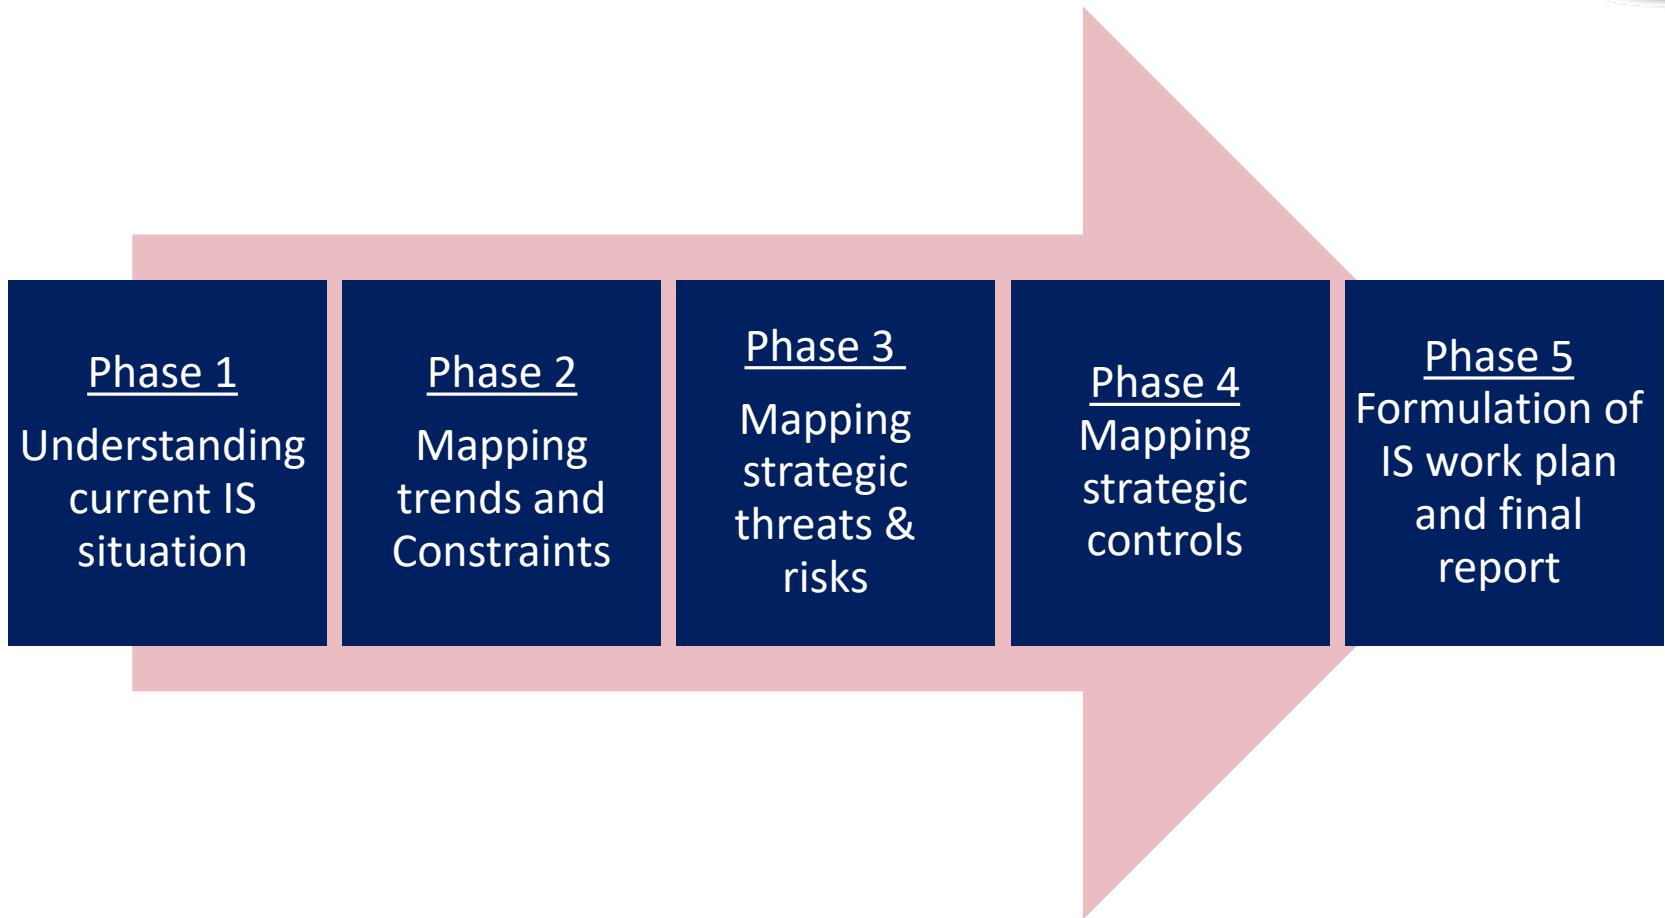 Phase 1
Understanding
current IS
situation
Phase 2
Mapping
trends and
Constraints
Phase 3
Mapping
strategic
threats &
risks
Phase 4
Mapping
strategic
controls
Phase 5
Formulation of
IS work plan
and final
report